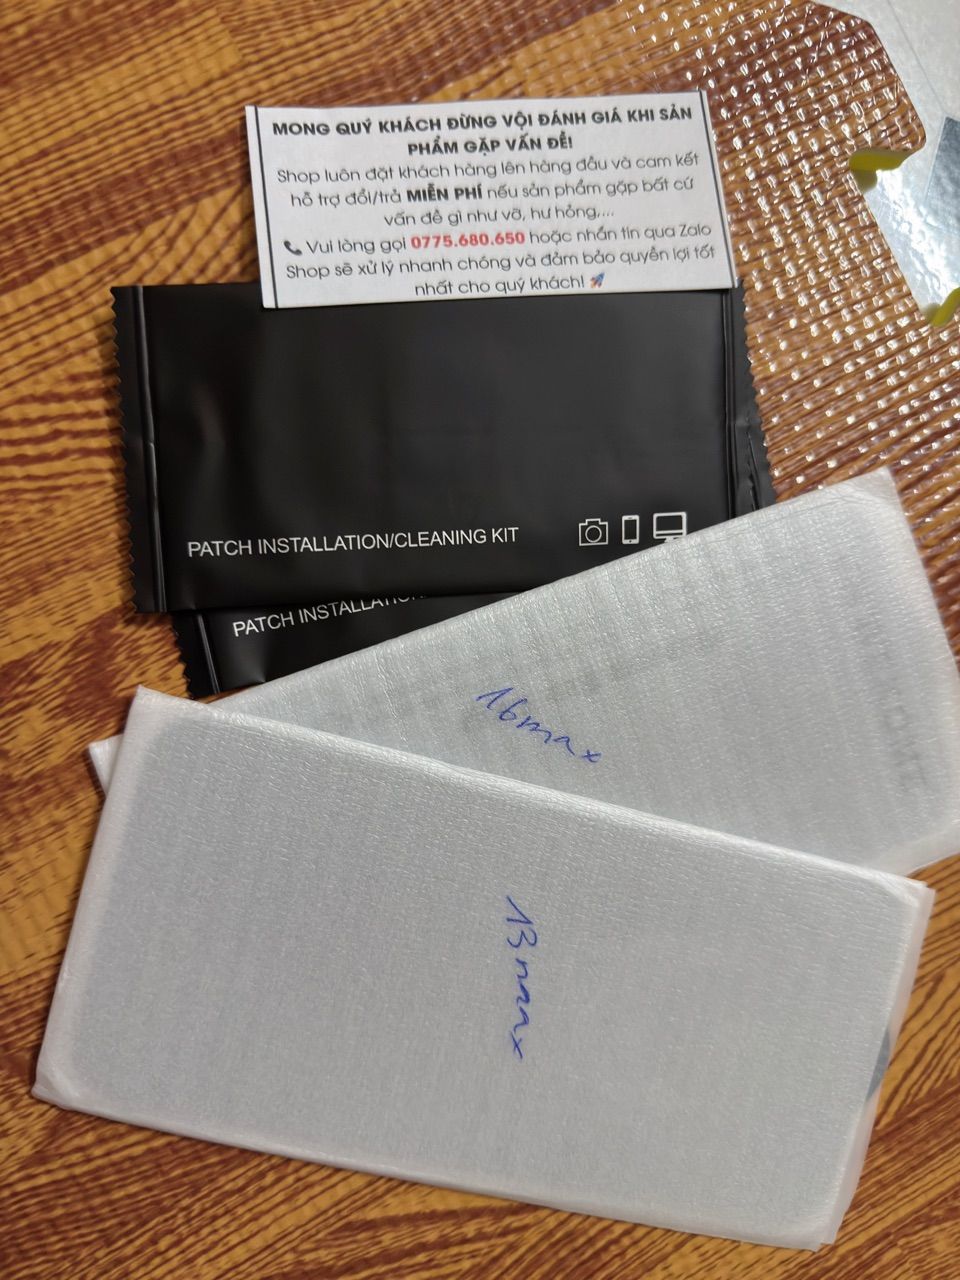 MONG QUÝ KHÁCH ĐỪNG VỘI ĐÁNH GIÁ KHI SẢN
PHẨM GẶP VẤN ĐỀ!
Shop luôn đặt khách hàng lên hàng đầu và cam kết
hỗ trợ đổi/trả MIỄN PHÍ nếu sản phẩm gặp bất cứ
vấn đề gì như vỡ, hư hỏng,...
📞 Vui lòng gọi 0775.680.650 hoặc nhắn tin qua Zalo
Shop sẽ xử lý nhanh chóng và đảm bảo quyền lợi tốt
nhất cho quý khách! 🚀
PATCH INSTALLATION/CLEANING KIT
PATCH INSTALLATION
16max
13max